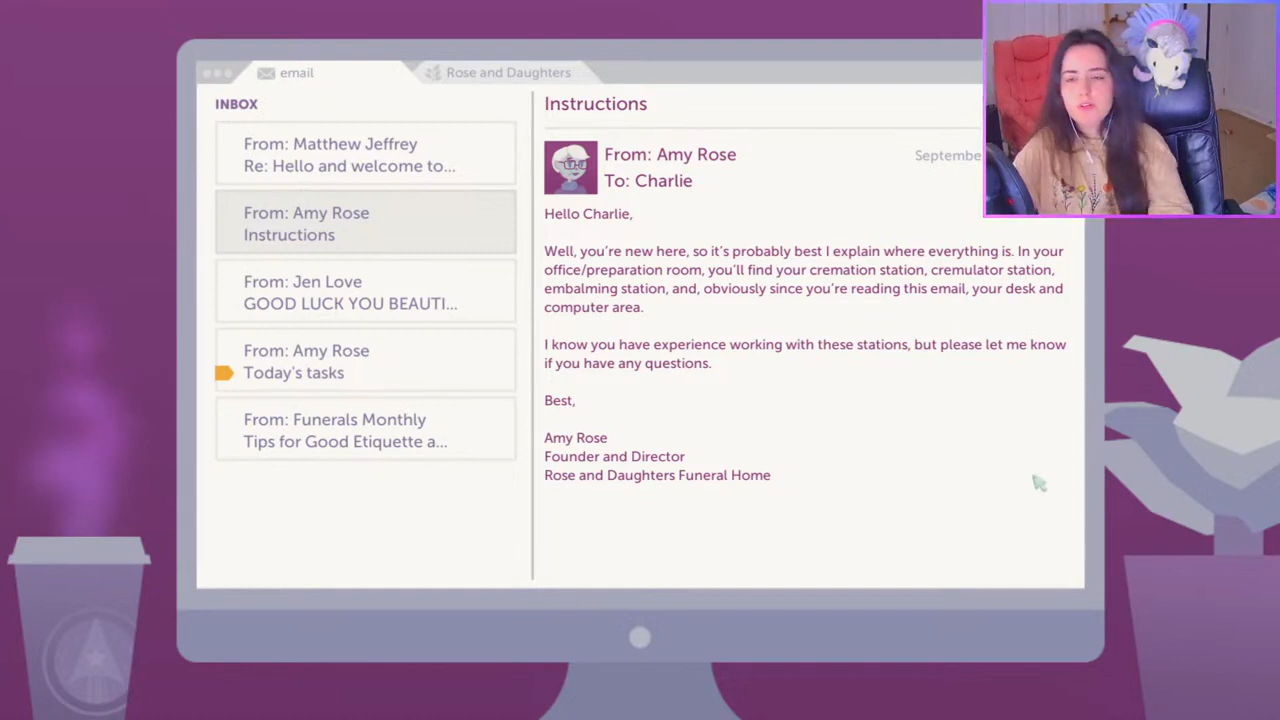 email
Rose and Daughters
INBOX
From: Matthew Jeffrey
Re: Hello and welcome to...
From: Amy Rose
Instructions
From: Jen Love
GOOD LUCK YOU BEAUTI...
From: Amy Rose
Today's tasks
From: Funerals Monthly
Tips for Good Etiquette a...
Instructions
From: Amy Rose
To: Charlie
Hello Charlie,
Well, you're new here, so it's probably best I explain where everything is. In your
office/preparation room, you'll find your cremation station, cremulator station,
embalming station, and, obviously since you're reading this email, your desk and
computer area.
I know you have experience working with these stations, but please let me know
if you have any questions.
Best,
Amy Rose
Founder and Director
Rose and Daughters Funeral Home